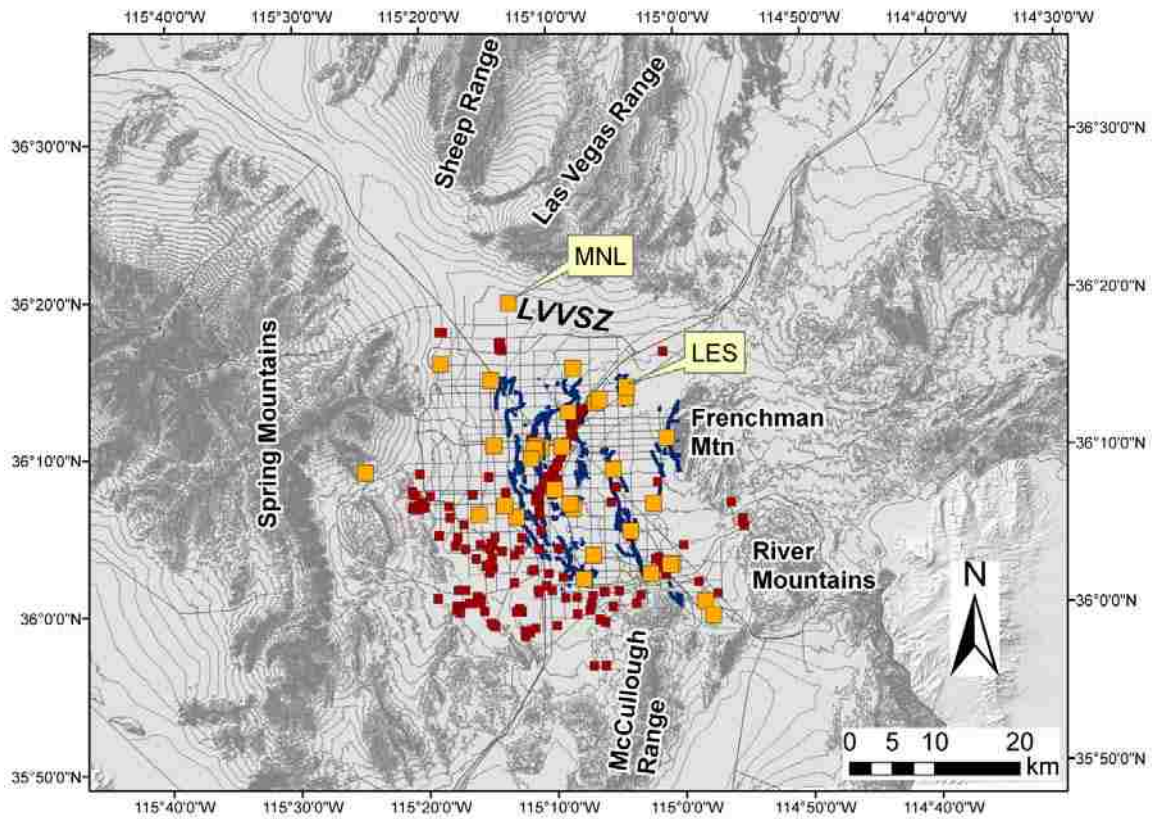 115°40'0"W 115°30'0"W 115°20'0"W 115°10'0"W 115°0'0"W 114°50'0"W 114°40'0"W 114°30'0"W
Sheep Range
Las Vegas Range
36°30'0"N
36°30'0"N
MNL
36°20'0"N
36°20'0"N
LVVSZ
LES
Spring Mountains
Frenchman
Mtn
36°10'0"N
36°10'0"N
River
Mountains
N
36°0'0"N
36°0'0"N
McCullough
Range
0 5 10 20
km
35°50'0"N
35°50'0"N
115°40'0"W 115°30'0"W 115°20'0"W 115°10'0"W 115°0'0"W 114°50'0"W 114°40'0"W